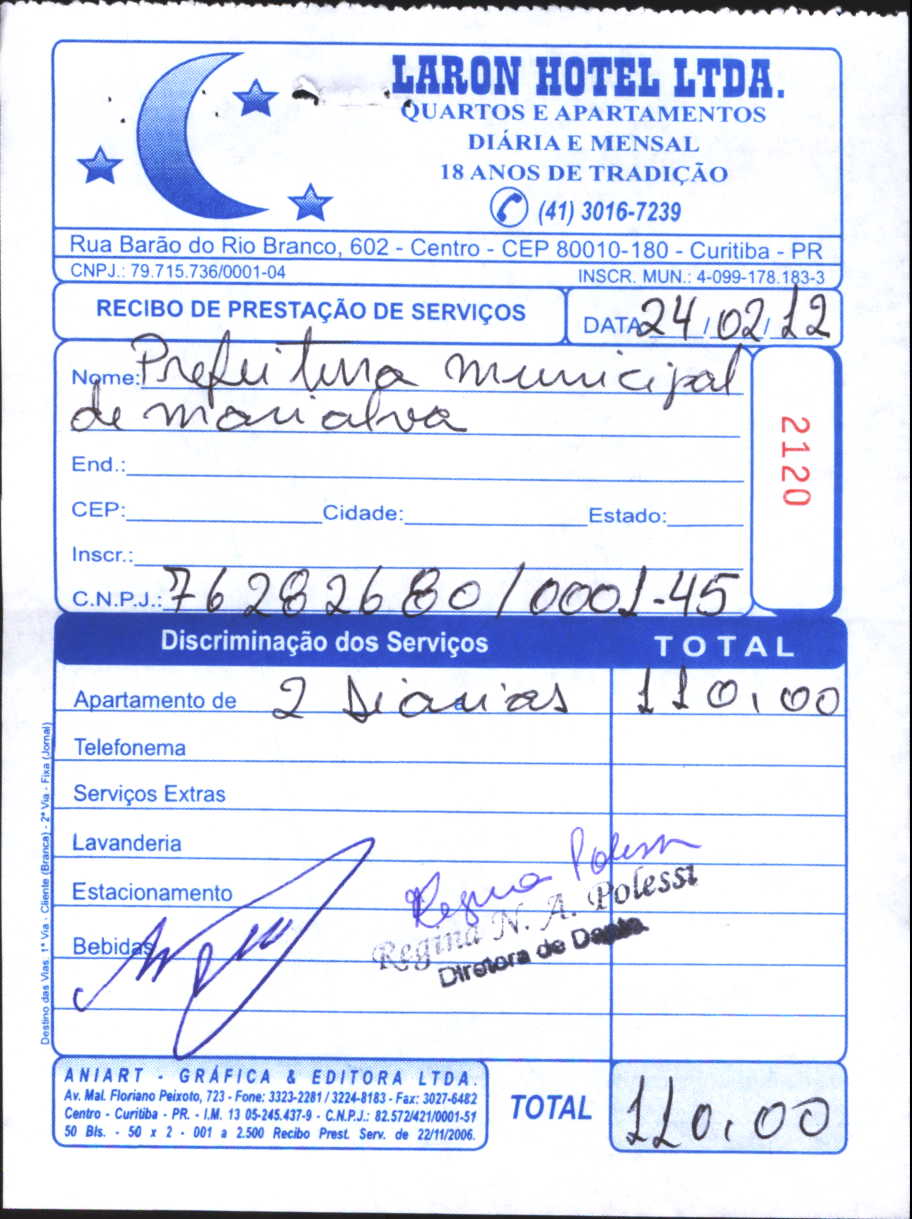 LARON HOTEL LTDA.
QUARTOS E APARTAMENTOS
DIÁRIA E MENSAL
18 ANOS DE TRADIÇÃO
(41) 3016-7239
Rua Barão do Rio Branco, 602 - Centro - CEP 80010-180 - Curitiba - PR
CNPJ.: 79.715.736/0001-04 INSCR. MUN.: 4-099-178.183-3
RECIBO DE PRESTAÇÃO DE SERVIÇOS DATA 24/02/12
Nome: Prefeitura municipal
de marialva
2120
End.:
CEP: Cidade: Estado:
Inscr.:
C.N.P.J.: 76282680/0001-45
Discriminação dos Serviços TOTAL
Apartamento de 2 Diarias 110,00
Telefonema
Serviços Extras
Lavanderia
Estacionamento
Bebidas
Regina Polessi
Regina N. A. Polessi
Diretora de Depto.
Destino das Vias. 1ª Via - Cliente (Branca) - 2ª Via - Fixa (Jornal)
ANIART - GRÁFICA & EDITORA LTDA.
Av. Mal. Floriano Peixoto, 723 - Fone: 3323-2281 / 3224-8183 - Fax: 3027-6482
Centro - Curitiba - PR. - I.M. 13 05-245.437-9 - C.N.P.J.: 82.572/421/0001-51
50 Bls. - 50 x 2 - 001 a 2.500 Recibo Prest. Serv. de 22/11/2006.
TOTAL 110,00